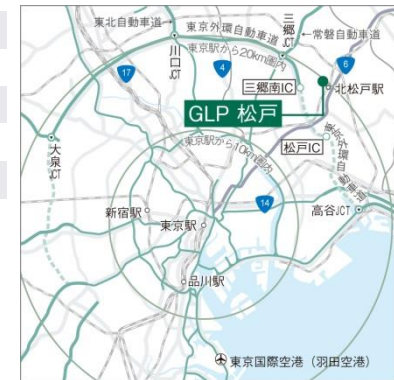 東北自動車道→
東京外環自動車道
三郷JCT
←常磐自動車道
川口JCT
東京駅から20km圏内
17
4
6
三郷南IC
北松戸駅
GLP 松戸
東京駅から10km圏内
松戸IC
東京外環自動車道
大泉JCT
14
新宿駅
東京駅
高谷JCT
品川駅
東京国際空港(羽田空港)